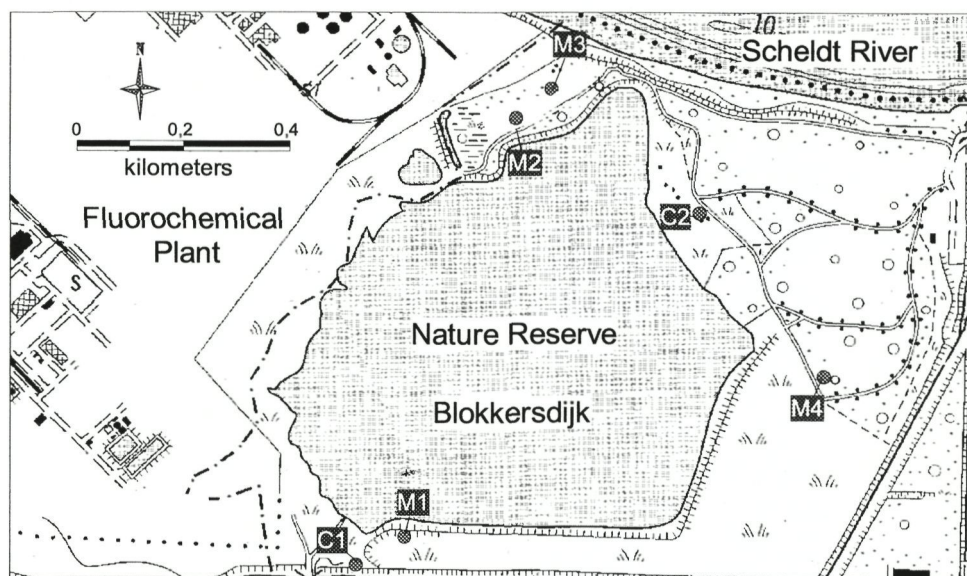 10
M3
Scheldt River
1
N
0 0,2 0,4
kilometers
M2
Fluorochemical
Plant
C2
S
Nature Reserve
Blokkersdijk
M4
M1
C1